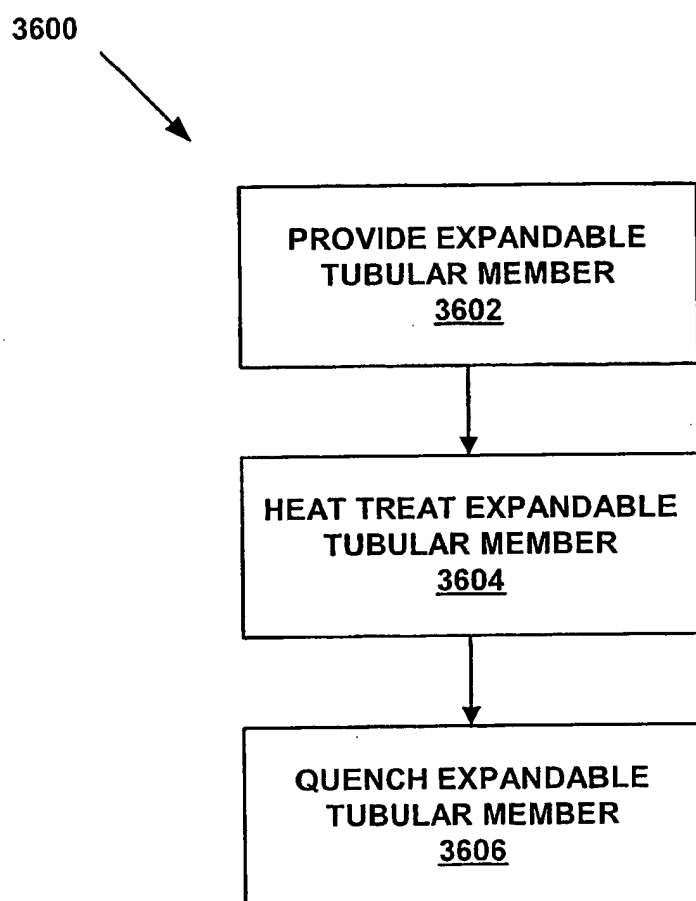 3600
PROVIDE EXPANDABLE
TUBULAR MEMBER
3602
HEAT TREAT EXPANDABLE
TUBULAR MEMBER
3604
QUENCH EXPANDABLE
TUBULAR MEMBER
3606